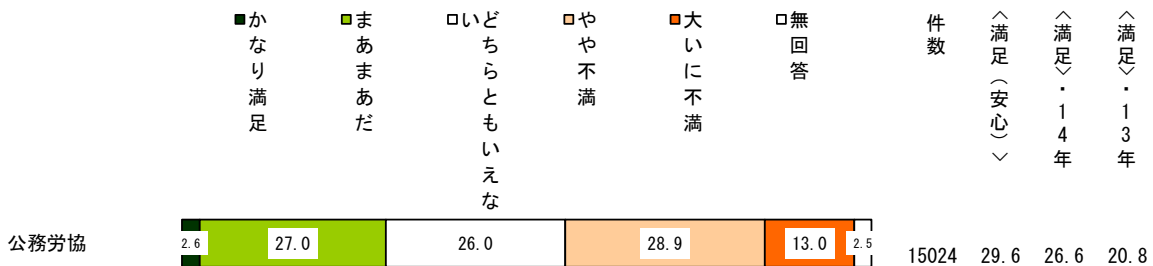 ■かなり満足
■まあまあだ
□どちらともいえな
い
■やや不満
■大いに不満
□無回答
件数
〈満足（安心）〉
〈満足〉・14年
〈満足〉・13年
公務労協 2.6 27.0 26.0 28.9 13.0 2.5 15024 29.6 26.6 20.8